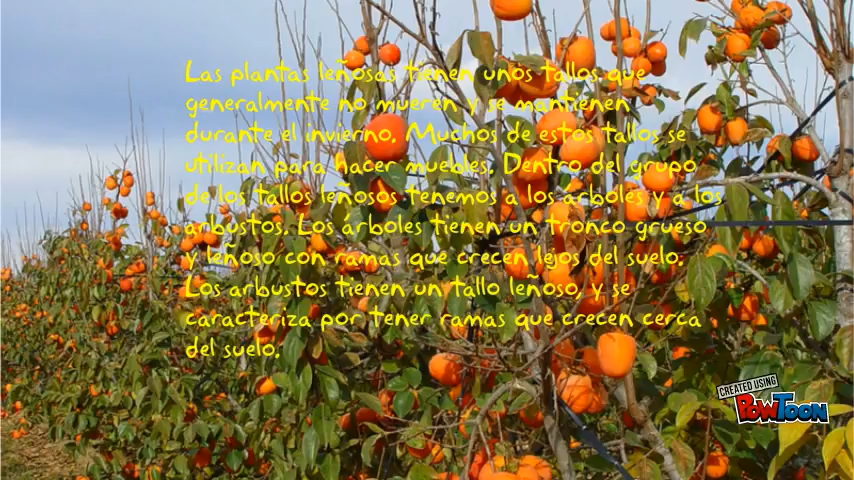 Las plantas leñosas tienen unos tallos que
generalmente no mueren y se mantienen
durante el invierno. Muchos de estos tallos se
utilizan para hacer muebles. Dentro del grupo
de los tallos leñosos tenemos a los arboles y a los
arbustos. Los árboles tienen un tronco grueso
y leñoso con ramas que crecen lejos del suelo.
Los arbustos tienen un tallo leñoso, y se
caracteriza por tener ramas que crecen cerca
del suelo.
CREATED USING
POWTOON